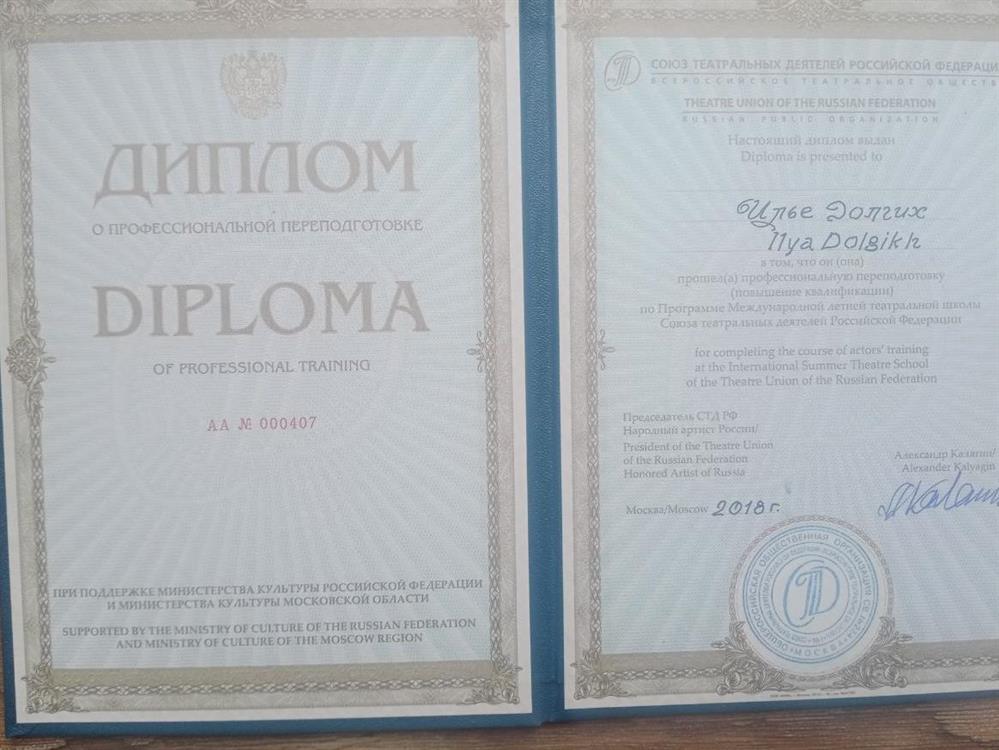 ДИПЛОМ
О ПРОФЕССИОНАЛЬНОЙ ПЕРЕПОДГОТОВКЕ
DIPLOMA
OF PROFESSIONAL TRAINING
АА № 000407
ПРИ ПОДДЕРЖКЕ МИНИСТЕРСТВА КУЛЬТУРЫ РОССИЙСКОЙ ФЕДЕРАЦИИ
И МИНИСТЕРСТВА КУЛЬТУРЫ МОСКОВСКОЙ ОБЛАСТИ
SUPPORTED BY THE MINISTRY OF CULTURE OF THE RUSSIAN FEDERATION
AND MINISTRY OF CULTURE OF THE MOSCOW REGION
СОЮЗ ТЕАТРАЛЬНЫХ ДЕЯТЕЛЕЙ РОССИЙСКОЙ ФЕДЕРАЦИ
ВСЕРОССИЙСКОЕ ТЕАТРАЛЬНОЕ ОБЩЕСТВ
THEATRE UNION OF THE RUSSIAN FEDERATION
RUSSIAN PUBLIC ORGANIZATION
Настоящий диплом выдан
Diploma is presented to
Илье Долгих
Ilya Dolgikh
в том, что он (она)
прошел(а) профессиональную переподготовку
(повышение квалификации)
по Программе Международной летней театральной школы
Союза театральных деятелей Российской Федерации
for completing the course of actors' training
at the International Summer Theatre School
of the Theatre Union of the Russian Federation
Председатель СТД РФ
Народный артист России/
President of the Theatre Union
of the Russian Federation
Honored Artist of Russia
Александр Калягин/
Alexander Kalyagin
Москва/Moscow 2018 г.
ОБЩЕРОССИЙСКАЯ ОБЩЕСТВЕННАЯ ОРГАНИЗАЦИЯ
МОСКВА